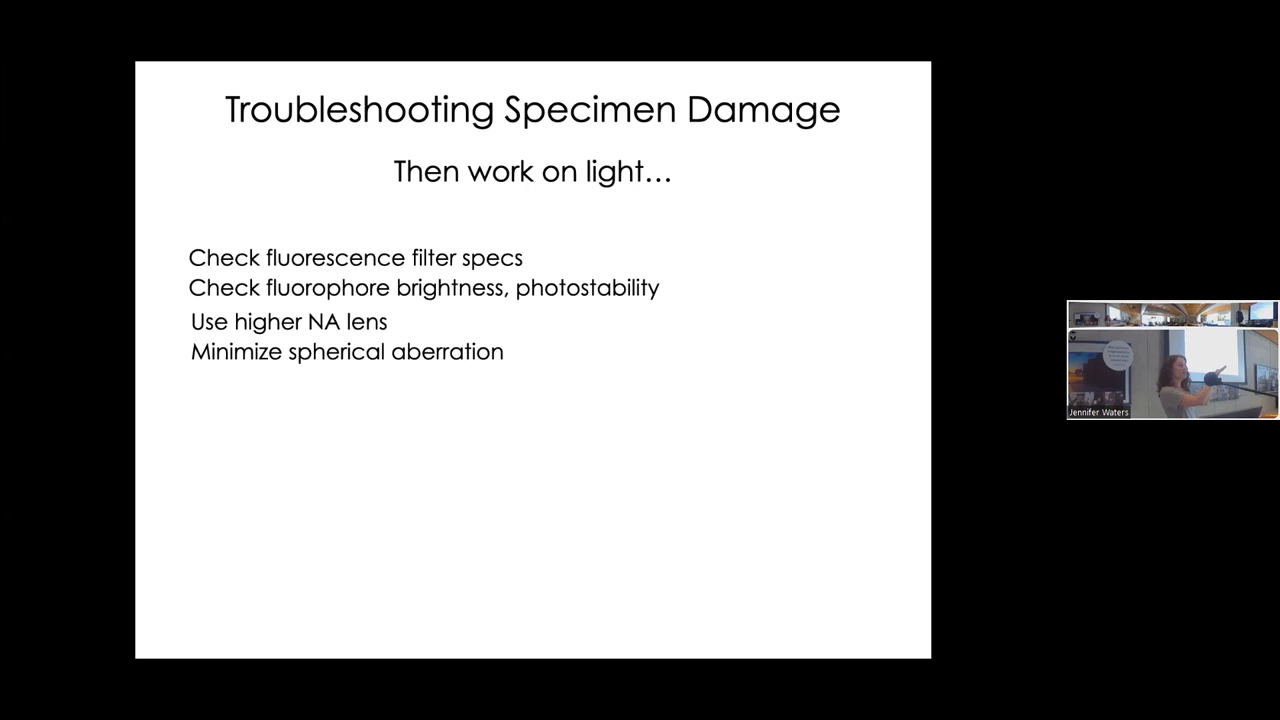 Troubleshooting Specimen Damage
Then work on light…
Check fluorescence filter specs
Check fluorophore brightness, photostability
Use higher NA lens
Minimize spherical aberration
Jennifer Waters